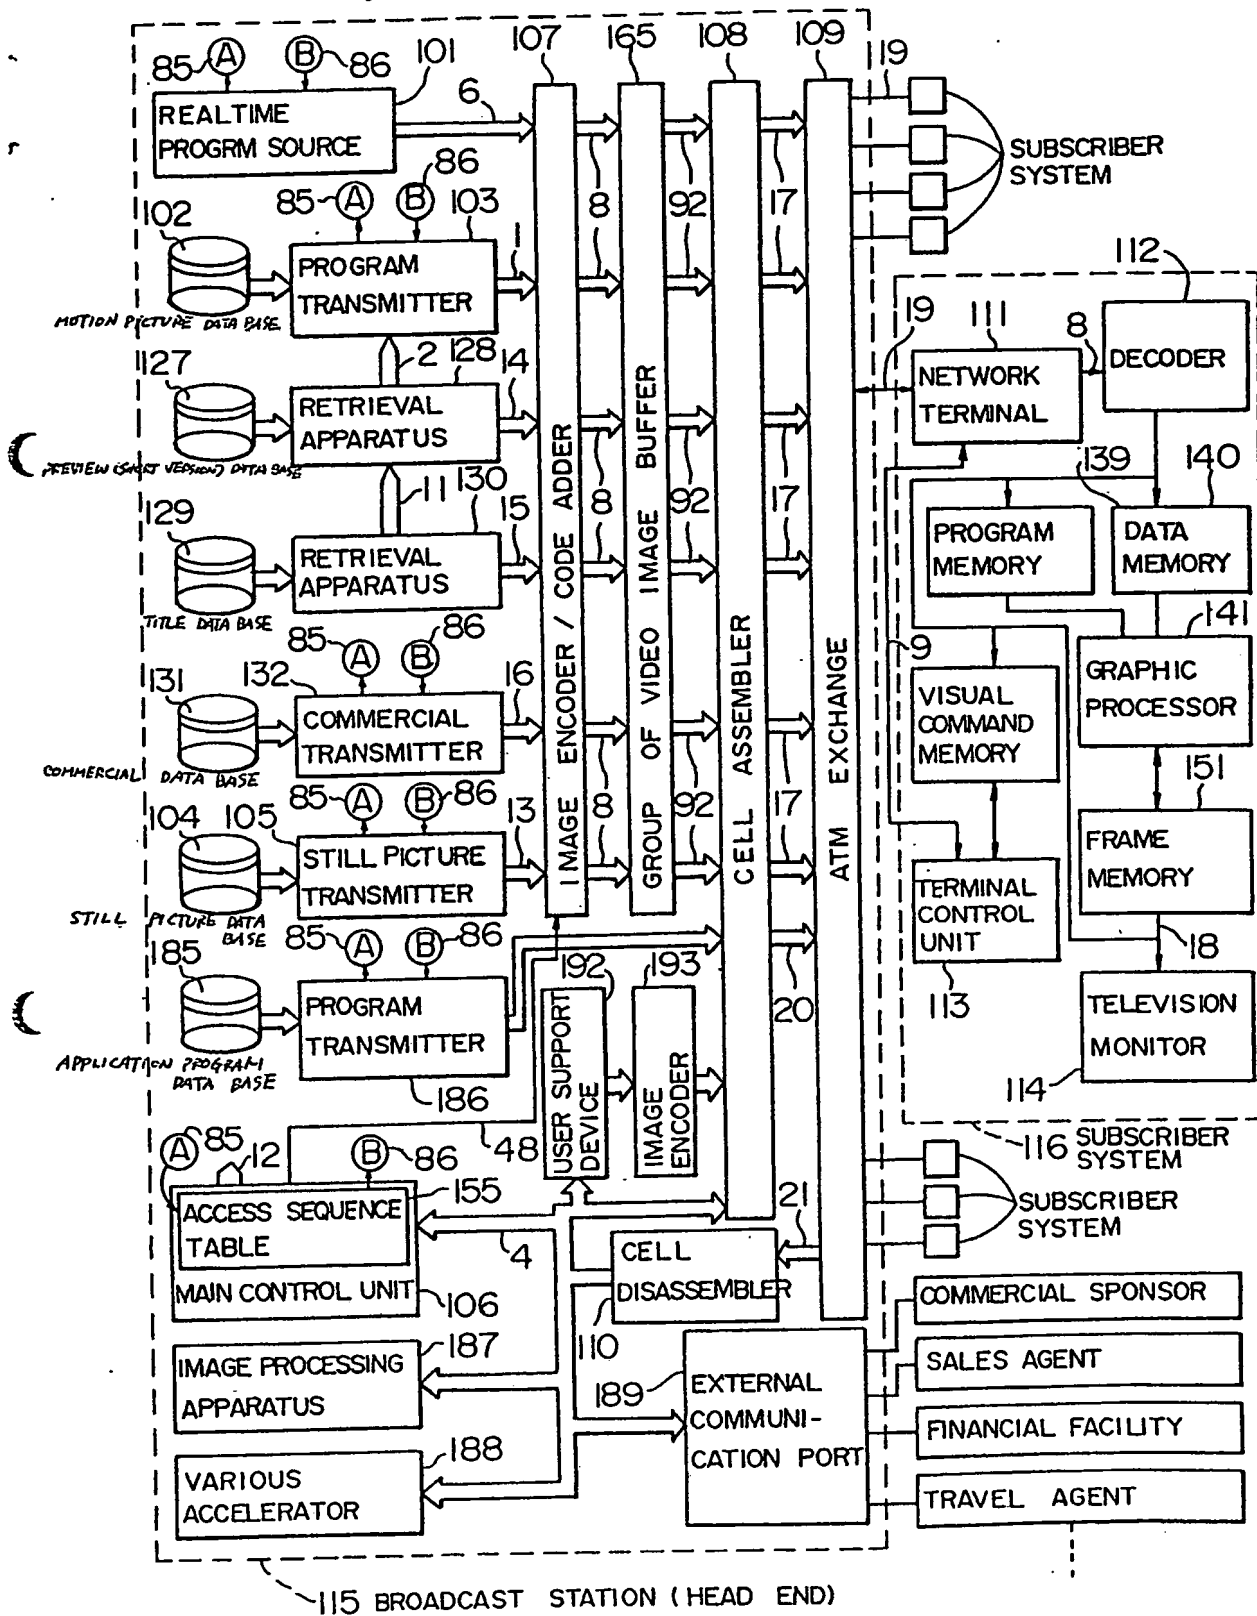 107
165
108
109
85
A
B
86
101
REALTIME
PROGRM SOURCE
6
19
SUBSCRIBER
SYSTEM
85
A
B
86
102
103
PROGRAM
TRANSMITTER
1
8
92
17
MOTION PICTURE DATA BASE
127
2
128
14
RETRIEVAL
APPARATUS
PREVIEW (SHORT VERSION) DATA BASE
129
11
130
15
8
92
17
RETRIEVAL
APPARATUS
TITLE DATA BASE
85
A
B
86
131
132
16
COMMERCIAL
TRANSMITTER
COMMERCIAL DATA BASE
85
A
B
86
104
105
13
8
92
17
STILL PICTURE
TRANSMITTER
STILL PICTURE DATA
BASE
85
A
B
86
185
PROGRAM
TRANSMITTER
APPLICATION PROGRAM
DATA BASE
186
IMAGE ENCODER / CODE ADDER
GROUP OF VIDEO IMAGE BUFFER
CELL ASSEMBLER
ATM EXCHANGE
20
192
193
USER SUPPORT
DEVICE
IMAGE
ENCODER
48
A
85
12
B
86
155
ACCESS SEQUENCE
TABLE
MAIN CONTROL UNIT
106
4
21
CELL
DISASSEMBLER
110
187
IMAGE PROCESSING
APPARATUS
188
VARIOUS
ACCELERATOR
189
EXTERNAL
COMMUNI-
CATION PORT
112
19
111
8
NETWORK
TERMINAL
DECODER
139
140
PROGRAM
MEMORY
DATA
MEMORY
9
141
VISUAL
COMMAND
MEMORY
GRAPHIC
PROCESSOR
151
FRAME
MEMORY
TERMINAL
CONTROL
UNIT
113
18
TELEVISION
MONITOR
114
116 SUBSCRIBER
SYSTEM
SUBSCRIBER
SYSTEM
COMMERCIAL SPONSOR
SALES AGENT
FINANCIAL FACILITY
TRAVEL AGENT
115 BROADCAST STATION (HEAD END)